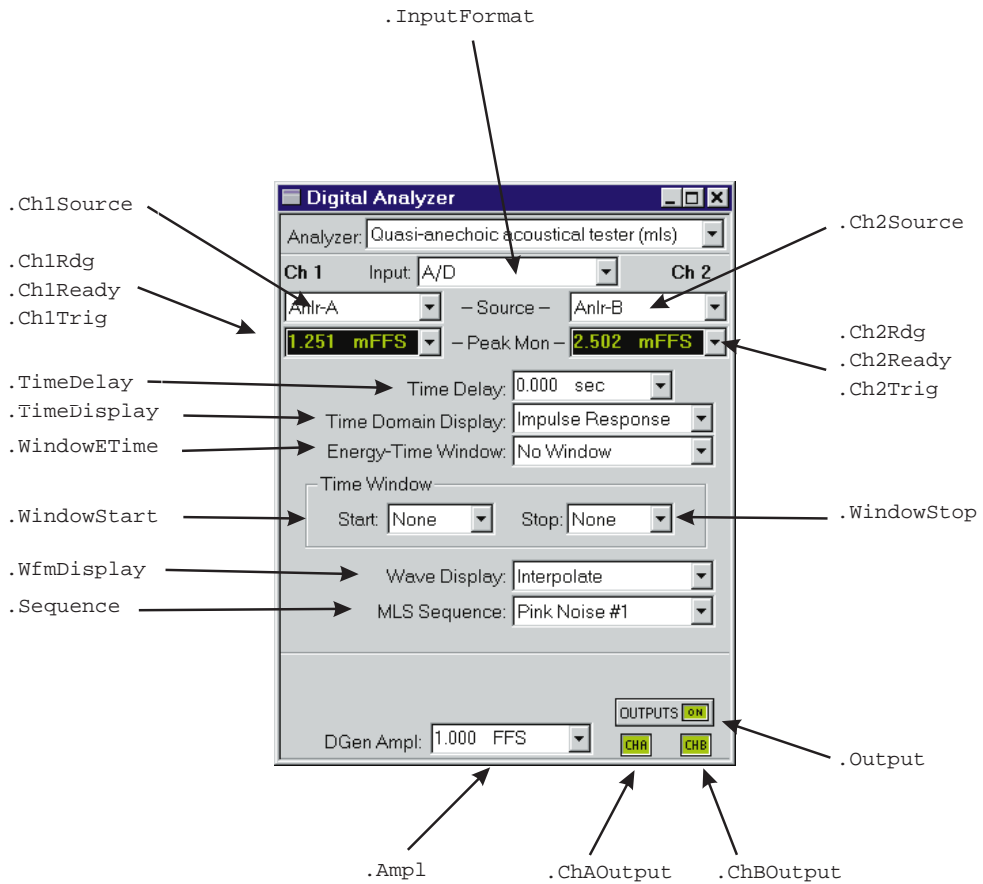 .InputFormat
Digital Analyzer
.Ch1Source
.Ch2Source
Analyzer: Quasi-anechoic acoustical tester (mls)
.Ch1Rdg
.Ch1Ready
.Ch1Trig
Ch 1 Input: A/D Ch 2
Anlr-A – Source – Anlr-B
1.251 mFFS – Peak Mon – 2.502 mFFS
.Ch2Rdg
.Ch2Ready
.Ch2Trig
.TimeDelay
Time Delay: 0.000 sec
.TimeDisplay
Time Domain Display: Impulse Response
.WindowETime
Energy-Time Window: No Window
Time Window
.WindowStart
Start: None Stop: None
.WindowStop
.WfmDisplay
Wave Display: Interpolate
.Sequence
MLS Sequence: Pink Noise #1
OUTPUTS ON
DGen Ampl: 1.000 FFS CHA CHB
.Output
.Ampl
.ChAOutput
.ChBOutput